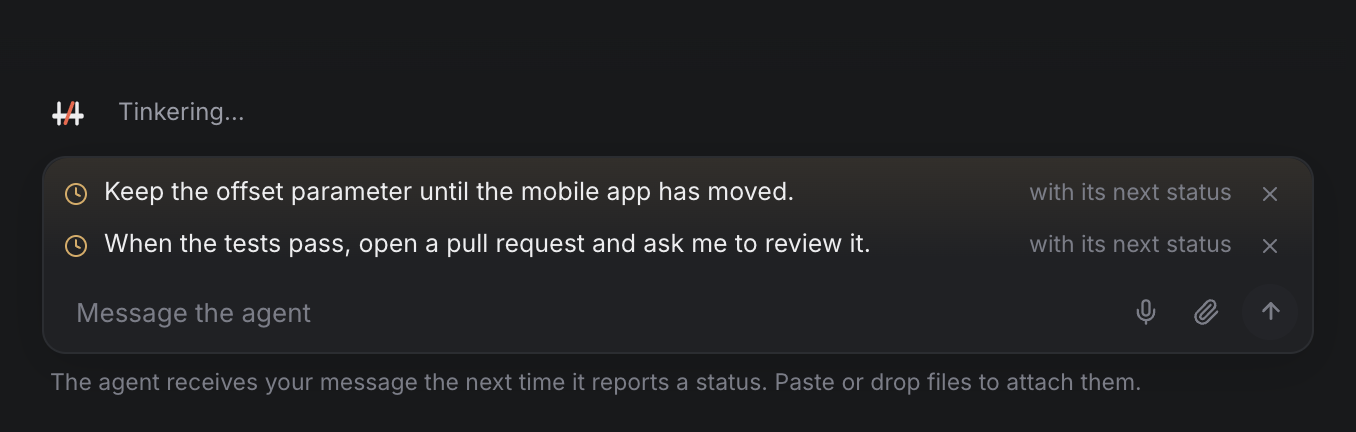 Tinkering...
Keep the offset parameter until the mobile app has moved. with its next status
When the tests pass, open a pull request and ask me to review it. with its next status
Message the agent
The agent receives your message the next time it reports a status. Paste or drop files to attach them.